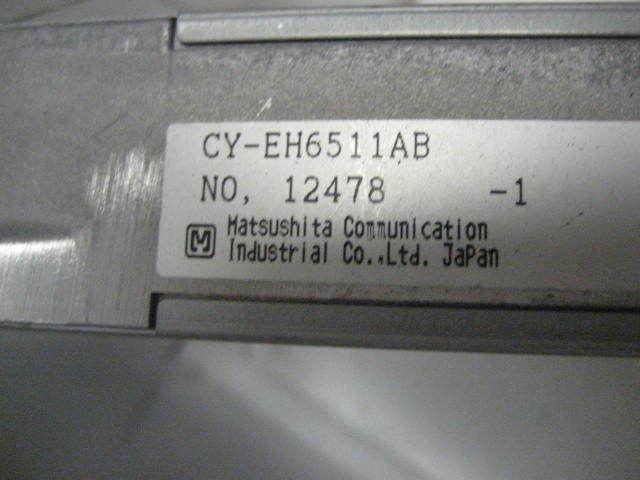 CY-EH6511AB
NO, 12478 -1
M Matsushita Communication
Industrial Co.,Ltd. JaPan